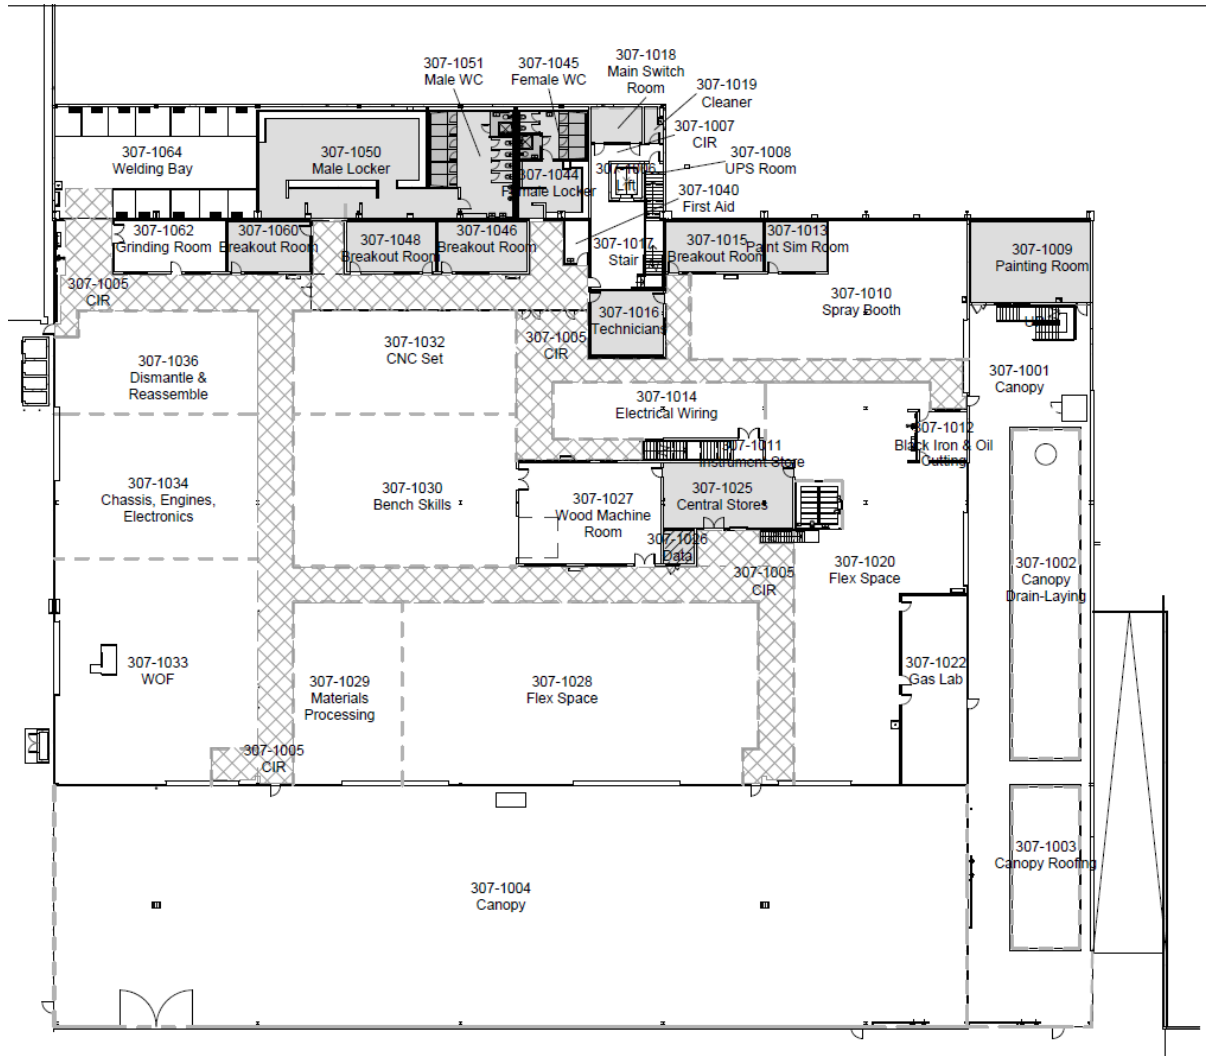 307-1051
Male WC
307-1045
Female WC
307-1018
Main Switch
Room
307-1019
Cleaner
307-1007
CIR
307-1008
UPS Room
307-1040
First Aid
307-1064
Welding Bay
307-1050
Male Locker
307-1044
Female Locker
307-1006
Lift
307-1062
Grinding Room
307-1060
Breakout Room
307-1048
Breakout Room
307-1046
Breakout Room
307-1017
Stair
307-1015
Breakout Room
307-1013
Paint Sim Room
307-1009
Painting Room
307-1005
CIR
307-1010
Spray Booth
307-1016
Technicians
307-1005
CIR
307-1036
Dismantle &
Reassemble
307-1032
CNC Set
307-1001
Canopy
307-1014
Electrical Wiring
307-1012
Black Iron & Oil
Cutting
307-1011
Instrument Store
307-1034
Chassis, Engines,
Electronics
307-1030
Bench Skills
307-1027
Wood Machine
Room
307-1025
Central Stores
307-1026
Data
307-1005
CIR
307-1020
Flex Space
307-1002
Canopy
Drain-Laying
307-1033
WOF
307-1029
Materials
Processing
307-1028
Flex Space
307-1022
Gas Lab
307-1005
CIR
307-1003
Canopy Roofing
307-1004
Canopy